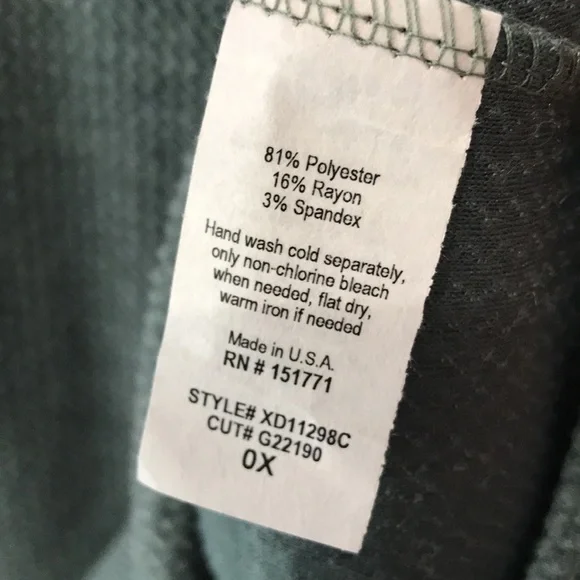 81% Polyester
16% Rayon
3% Spandex
Hand wash cold separately,
only non-chlorine bleach
when needed, flat dry,
warm iron if needed
Made in U.S.A.
RN # 151771
STYLE# XD11298C
CUT# G22190
0X